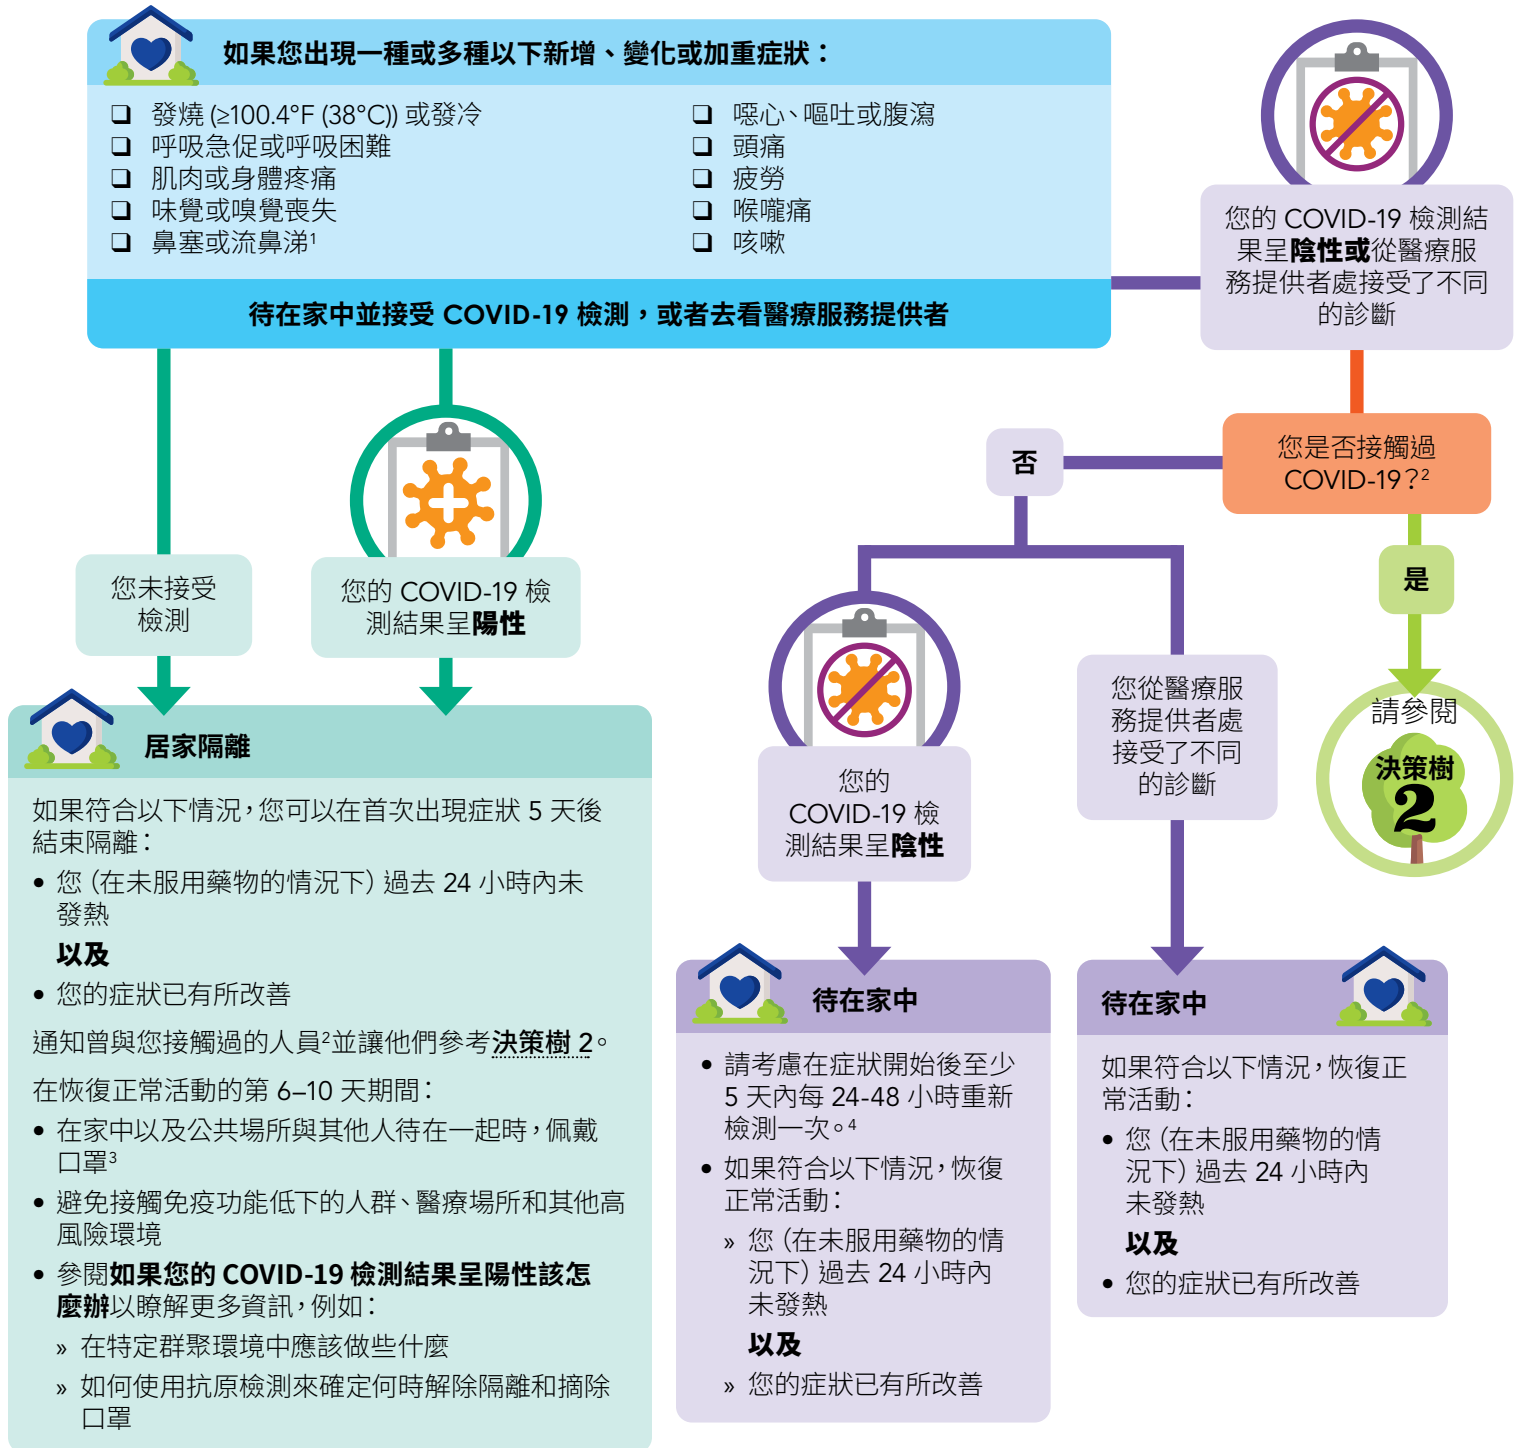 如果您出現一種或多種以下新增、變化或加重症狀：
❑ 發燒 (≥100.4°F (38°C)) 或發冷
❑ 呼吸急促或呼吸困難
❑ 肌肉或身體疼痛
❑ 味覺或嗅覺喪失
❑ 鼻塞或流鼻涕¹
❑ 噁心、嘔吐或腹瀉
❑ 頭痛
❑ 疲勞
❑ 喉嚨痛
❑ 咳嗽
待在家中並接受 COVID-19 檢測，或者去看醫療服務提供者
您的 COVID-19 檢測結
果呈陰性或從醫療服
務提供者處接受了不同
的診斷
您是否接觸過
COVID-19？²
否
是
請參閱
決策樹
2
您未接受
檢測
您的 COVID-19 檢
測結果呈陽性
居家隔離
如果符合以下情況，您可以在首次出現症狀 5 天後
結束隔離：
• 您（在未服用藥物的情況下）過去 24 小時內未
發熱
以及
• 您的症狀已有所改善
通知曾與您接觸過的人員²並讓他們參考決策樹 2。
在恢復正常活動的第 6–10 天期間：
• 在家中以及公共場所與其他人待在一起時，佩戴
口罩³
• 避免接觸免疫功能低下的人群、醫療場所和其他高
風險環境
• 參閱如果您的 COVID-19 檢測結果呈陽性該怎
麼辦以瞭解更多資訊，例如：
» 在特定群聚環境中應該做些什麼
» 如何使用抗原檢測來確定何時解除隔離和摘除
口罩
您的
COVID-19 檢
測結果呈陰性
待在家中
• 請考慮在症狀開始後至少
5 天內每 24-48 小時重新
檢測一次。⁴
• 如果符合以下情況，恢復
正常活動：
» 您（在未服用藥物的情
況下）過去 24 小時內
未發熱
以及
» 您的症狀已有所改善
您從醫療服
務提供者處
接受了不同
的診斷
待在家中
如果符合以下情況，恢復正
常活動：
• 您（在未服用藥物的情
況下）過去 24 小時內
未發熱
以及
• 您的症狀已有所改善